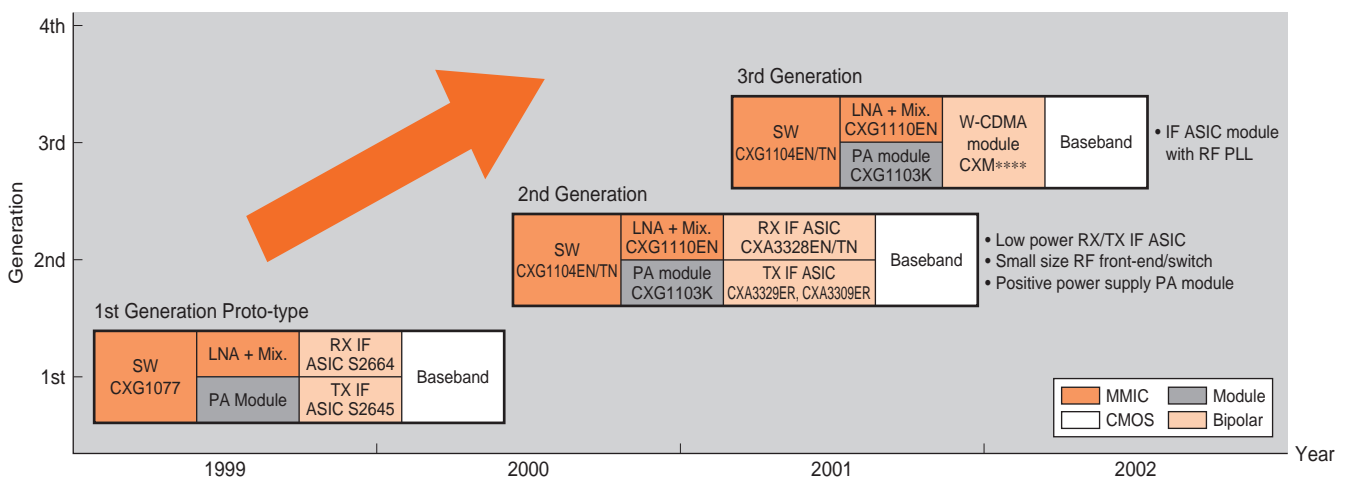 4th
3rd
2nd
1st
Generation
3rd Generation
SW
CXG1104EN/TN
LNA + Mix.
CXG1110EN
PA module
CXG1103K
W-CDMA
module
CXM****
Baseband
• IF ASIC module
with RF PLL
2nd Generation
SW
CXG1104EN/TN
LNA + Mix.
CXG1110EN
PA module
CXG1103K
RX IF ASIC
CXA3328EN/TN
TX IF ASIC
CXA3329ER, CXA3309ER
Baseband
• Low power RX/TX IF ASIC
• Small size RF front-end/switch
• Positive power supply PA module
1st Generation Proto-type
SW
CXG1077
LNA + Mix.
PA Module
RX IF
ASIC S2664
TX IF
ASIC S2645
Baseband
MMIC
Module
CMOS
Bipolar
1999
2000
2001
2002
Year